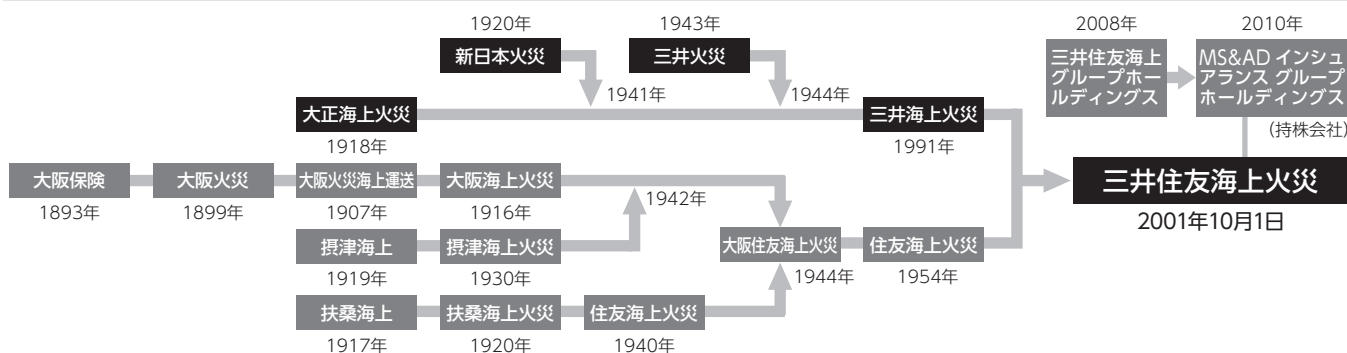 1920年
新日本火災
1943年
三井火災
2008年
三井住友海上
グループホー
ルディングス
2010年
MS&AD インシュ
アランス グループ
ホールディングス
(持株会社)
1941年
1944年
大正海上火災
1918年
三井海上火災
1991年
大阪保険
1893年
大阪火災
1899年
大阪火災海上運送
1907年
大阪海上火災
1916年
1942年
三井住友海上火災
2001年10月1日
摂津海上
1919年
摂津海上火災
1930年
大阪住友海上火災
1944年
住友海上火災
1954年
扶桑海上
1917年
扶桑海上火災
1920年
住友海上火災
1940年